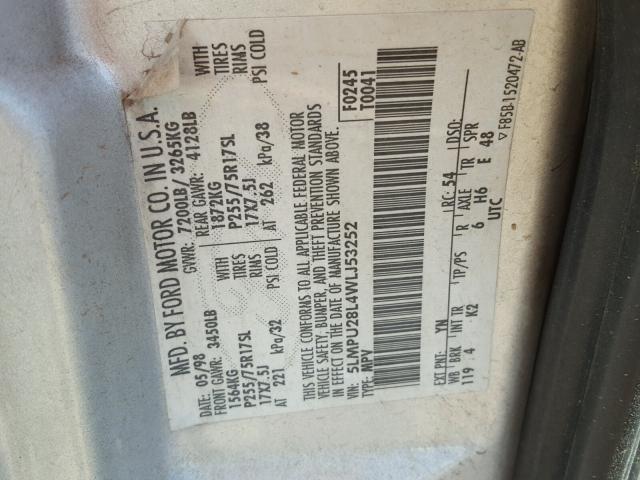 MFD. BY FORD MOTOR CO. IN U.S.A.
DATE: 05/98 GVWR: 7200LB/ 3265KG
FRONT GAWR: 3450LB REAR GAWR: 4128LB WITH
1564KG 1872KG TIRES
P255/75R17SL P255/75R17SL RIMS
17X7.5J 17X7.5J PSI COLD
AT 221 kPa/32 PSI COLD AT 262 kPa/38
WITH
TIRES
RIMS
PSI COLD
THIS VEHICLE CONFORMS TO ALL APPLICABLE FEDERAL MOTOR
VEHICLE SAFETY, BUMPER, AND THEFT PREVENTION STANDARDS
IN EFFECT ON THE DATE OF MANUFACTURE SHOWN ABOVE.
VIN: 5LMPU28L4WLJ53252 F0245
TYPE: MPV T0041
EXT PNT: YN RC: 54 DSO:
WB BRK INT TR TP/PS R AXLE TR SPR
119 4 K2 6 H6 E 48
UTC
▽ F85B-1520472-AB